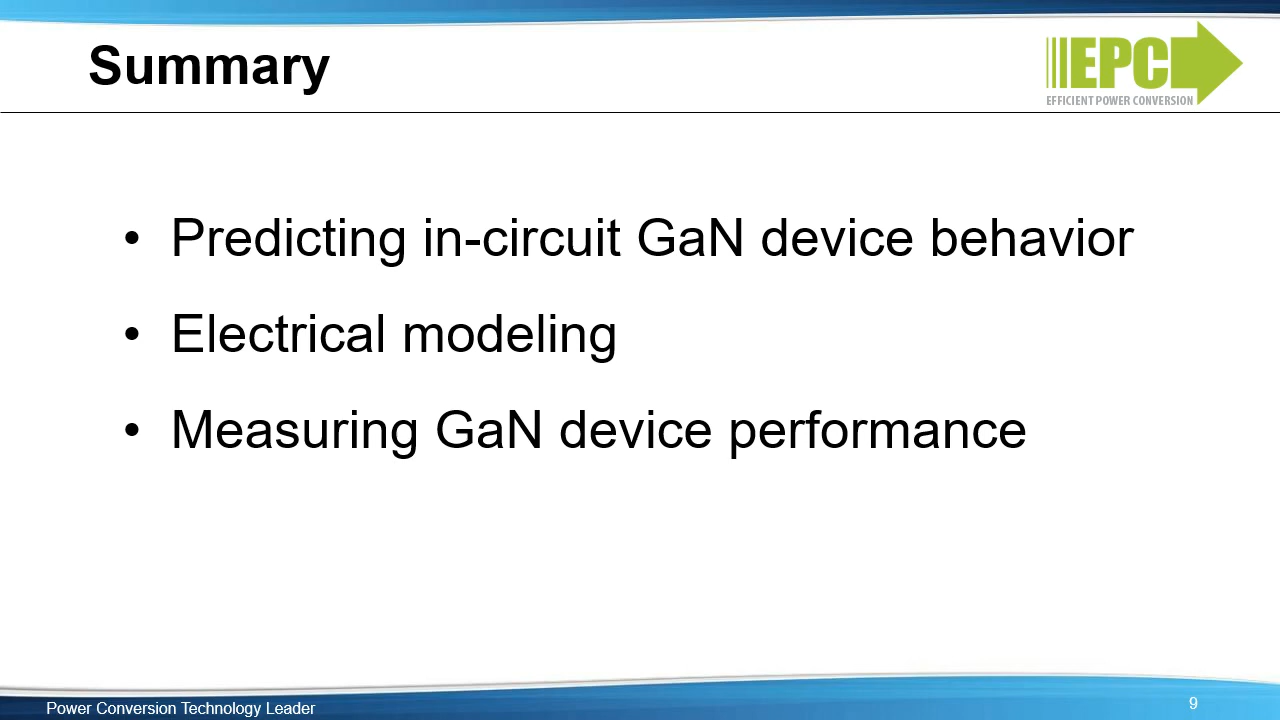 Summary
EPC
EFFICIENT POWER CONVERSION
• Predicting in-circuit GaN device behavior
• Electrical modeling
• Measuring GaN device performance
Power Conversion Technology Leader
9